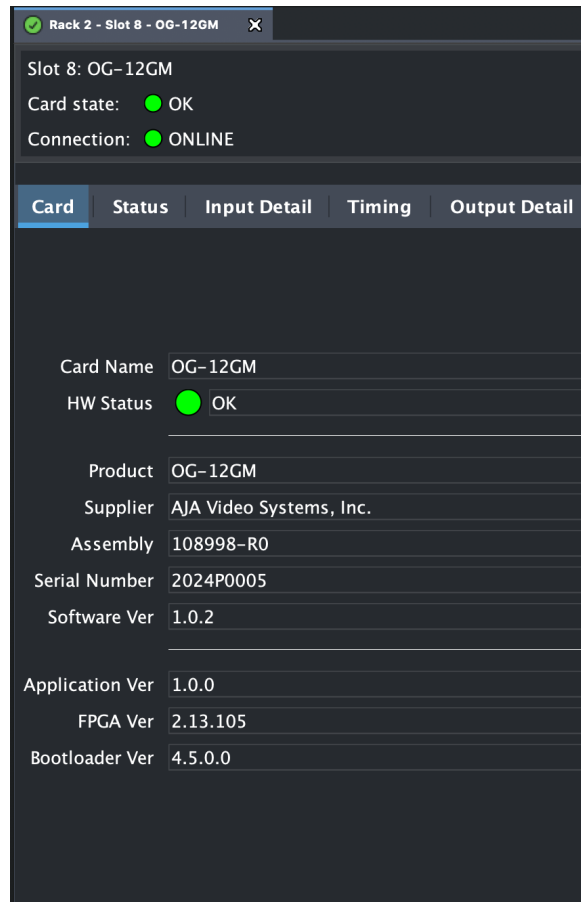 Rack 2 - Slot 8 - OG-12GM X
Slot 8: OG-12GM
Card state: OK
Connection: ONLINE
Card Status Input Detail Timing Output Detail
Card Name OG-12GM
HW Status OK
Product OG-12GM
Supplier AJA Video Systems, Inc.
Assembly 108998-R0
Serial Number 2024P0005
Software Ver 1.0.2
Application Ver 1.0.0
FPGA Ver 2.13.105
Bootloader Ver 4.5.0.0